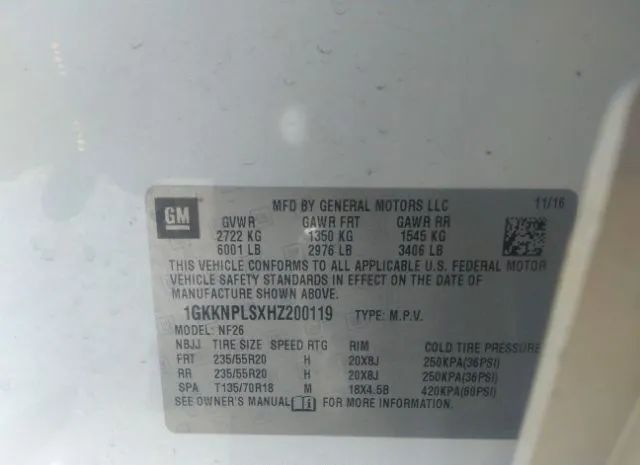 GM
MFD BY GENERAL MOTORS LLC 11/16
GVWR GAWR FRT GAWR RR
2722 KG 1350 KG 1545 KG
6001 LB 2976 LB 3406 LB
THIS VEHICLE CONFORMS TO ALL APPLICABLE U.S. FEDERAL MOTOR
VEHICLE SAFETY STANDARDS IN EFFECT ON THE DATE OF
MANUFACTURE SHOWN ABOVE.
1GKKNPLSXHZ200119 TYPE: M.P.V.
MODEL: NF26
NBJJ TIRE SIZE SPEED RTG RIM COLD TIRE PRES
FRT 235/55R20 H 20X8J 250KPA(36PSI)
RR 235/55R20 H 20X8J 250KPA(36PSI)
SPA T135/70R18 M 18X4.5B 420KPA(60PSI)
SEE OWNER'S MANUAL FOR MORE INFORMATION.